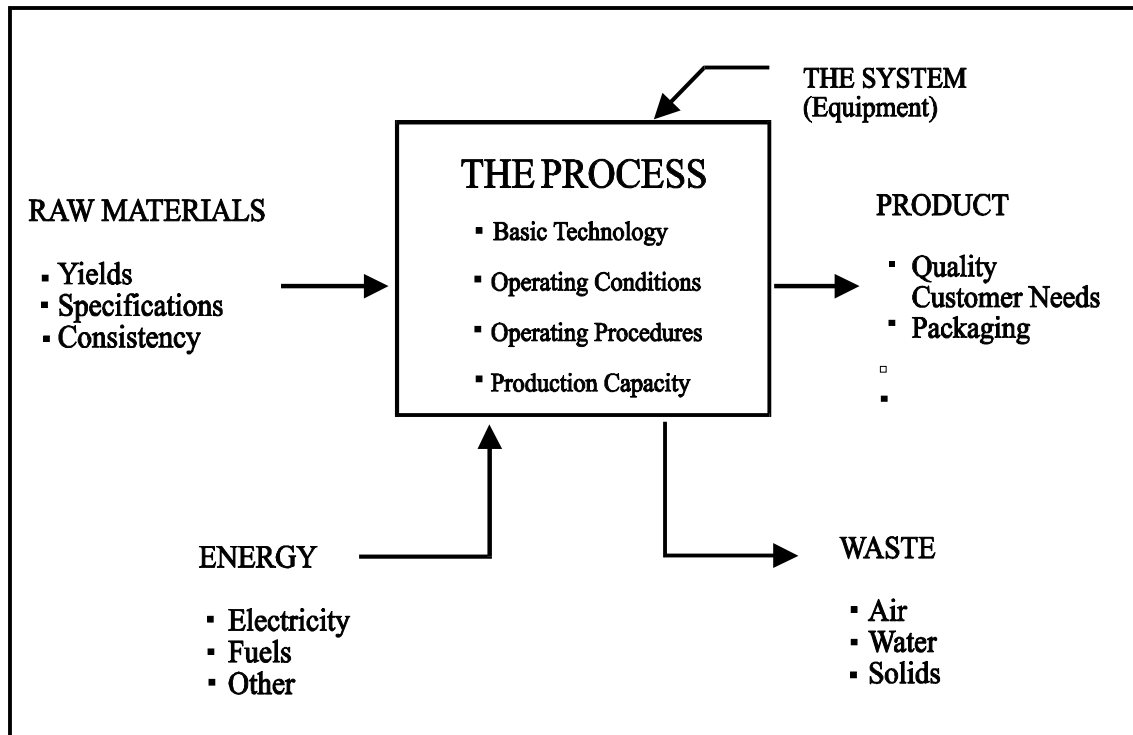 THE SYSTEM
(Equipment)
THE PROCESS
▪ Basic Technology
▪ Operating Conditions
▪ Operating Procedures
▪ Production Capacity
RAW MATERIALS
▪ Yields
▪ Specifications
▪ Consistency
PRODUCT
▪ Quality
Customer Needs
▪ Packaging
□
▪
ENERGY
▪ Electricity
▪ Fuels
▪ Other
WASTE
▪ Air
▪ Water
▪ Solids